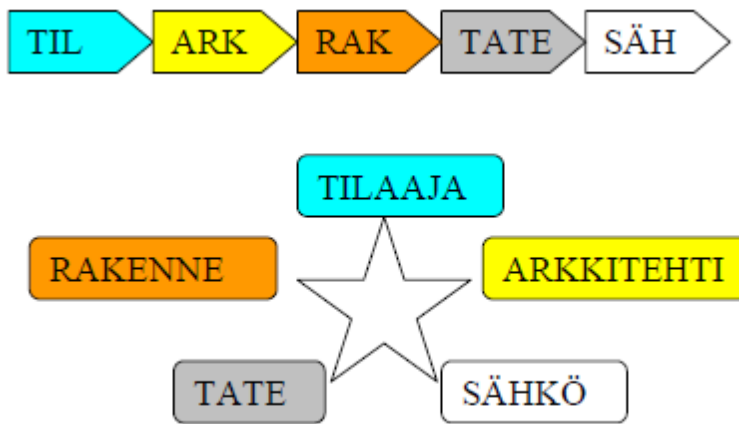 TIL ARK RAK TATE SÄH
TILAAJA
RAKENNE ARKKITEHTI
TATE SÄHKÖ